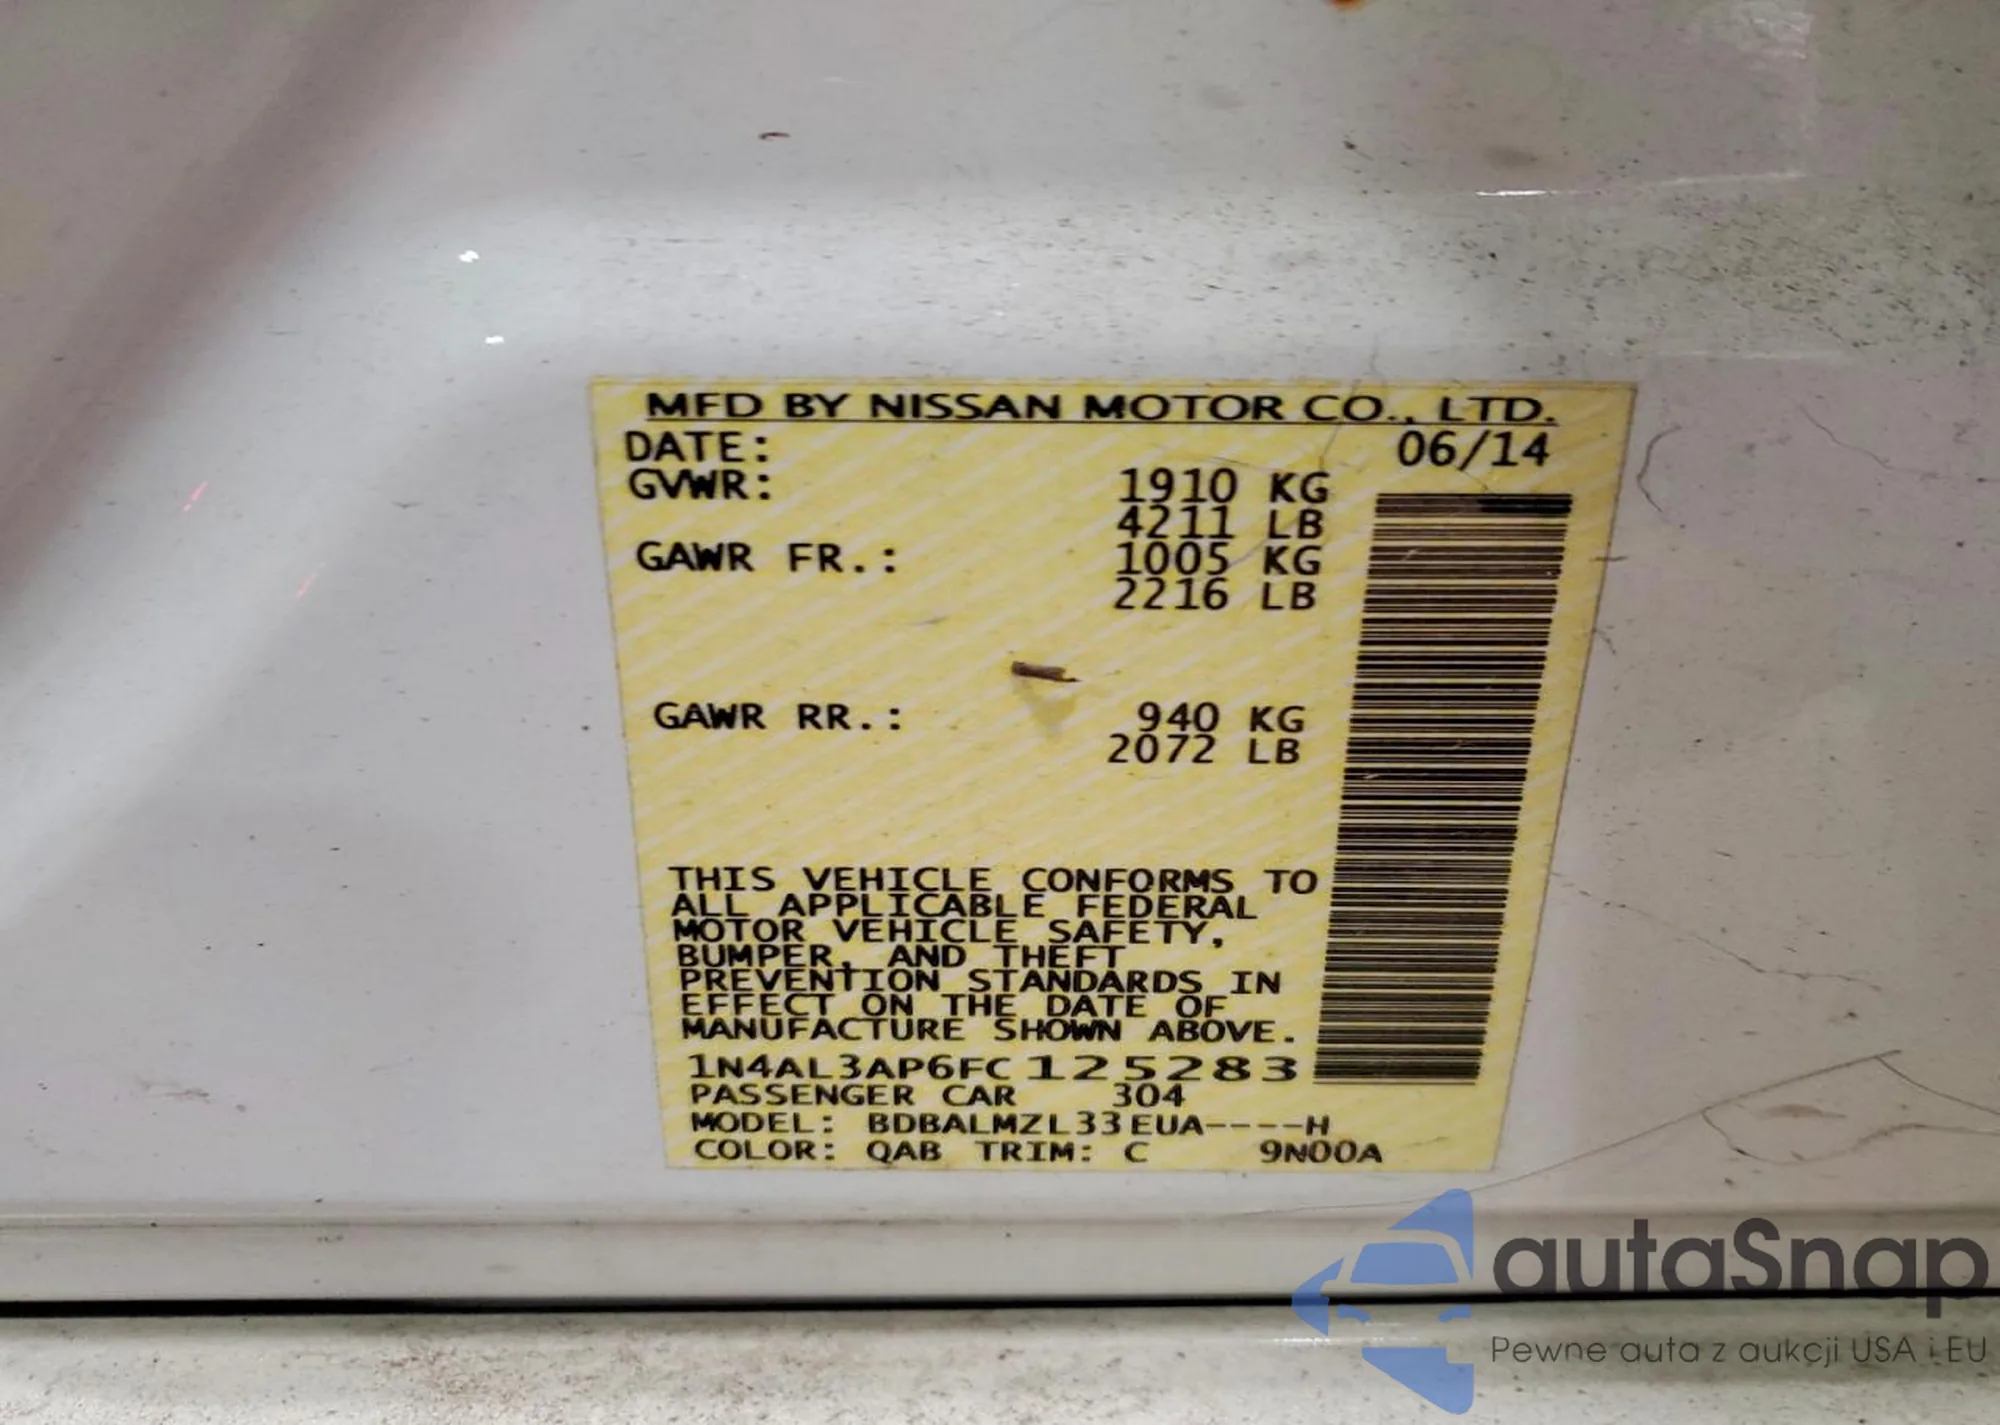 MFD BY NISSAN MOTOR CO., LTD.
DATE: 06/14
GVWR: 1910 KG
4211 LB
GAWR FR.: 1005 KG
2216 LB
GAWR RR.: 940 KG
2072 LB
THIS VEHICLE CONFORMS TO
ALL APPLICABLE FEDERAL
MOTOR VEHICLE SAFETY,
BUMPER, AND THEFT
PREVENTION STANDARDS IN
EFFECT ON THE DATE OF
MANUFACTURE SHOWN ABOVE.
1N4AL3AP6FC125283
PASSENGER CAR 304
MODEL: BDBALMZL33EUA----H
COLOR: QAB TRIM: C 9N00A
autaSnap
Pewne auta z aukcji USA i EU